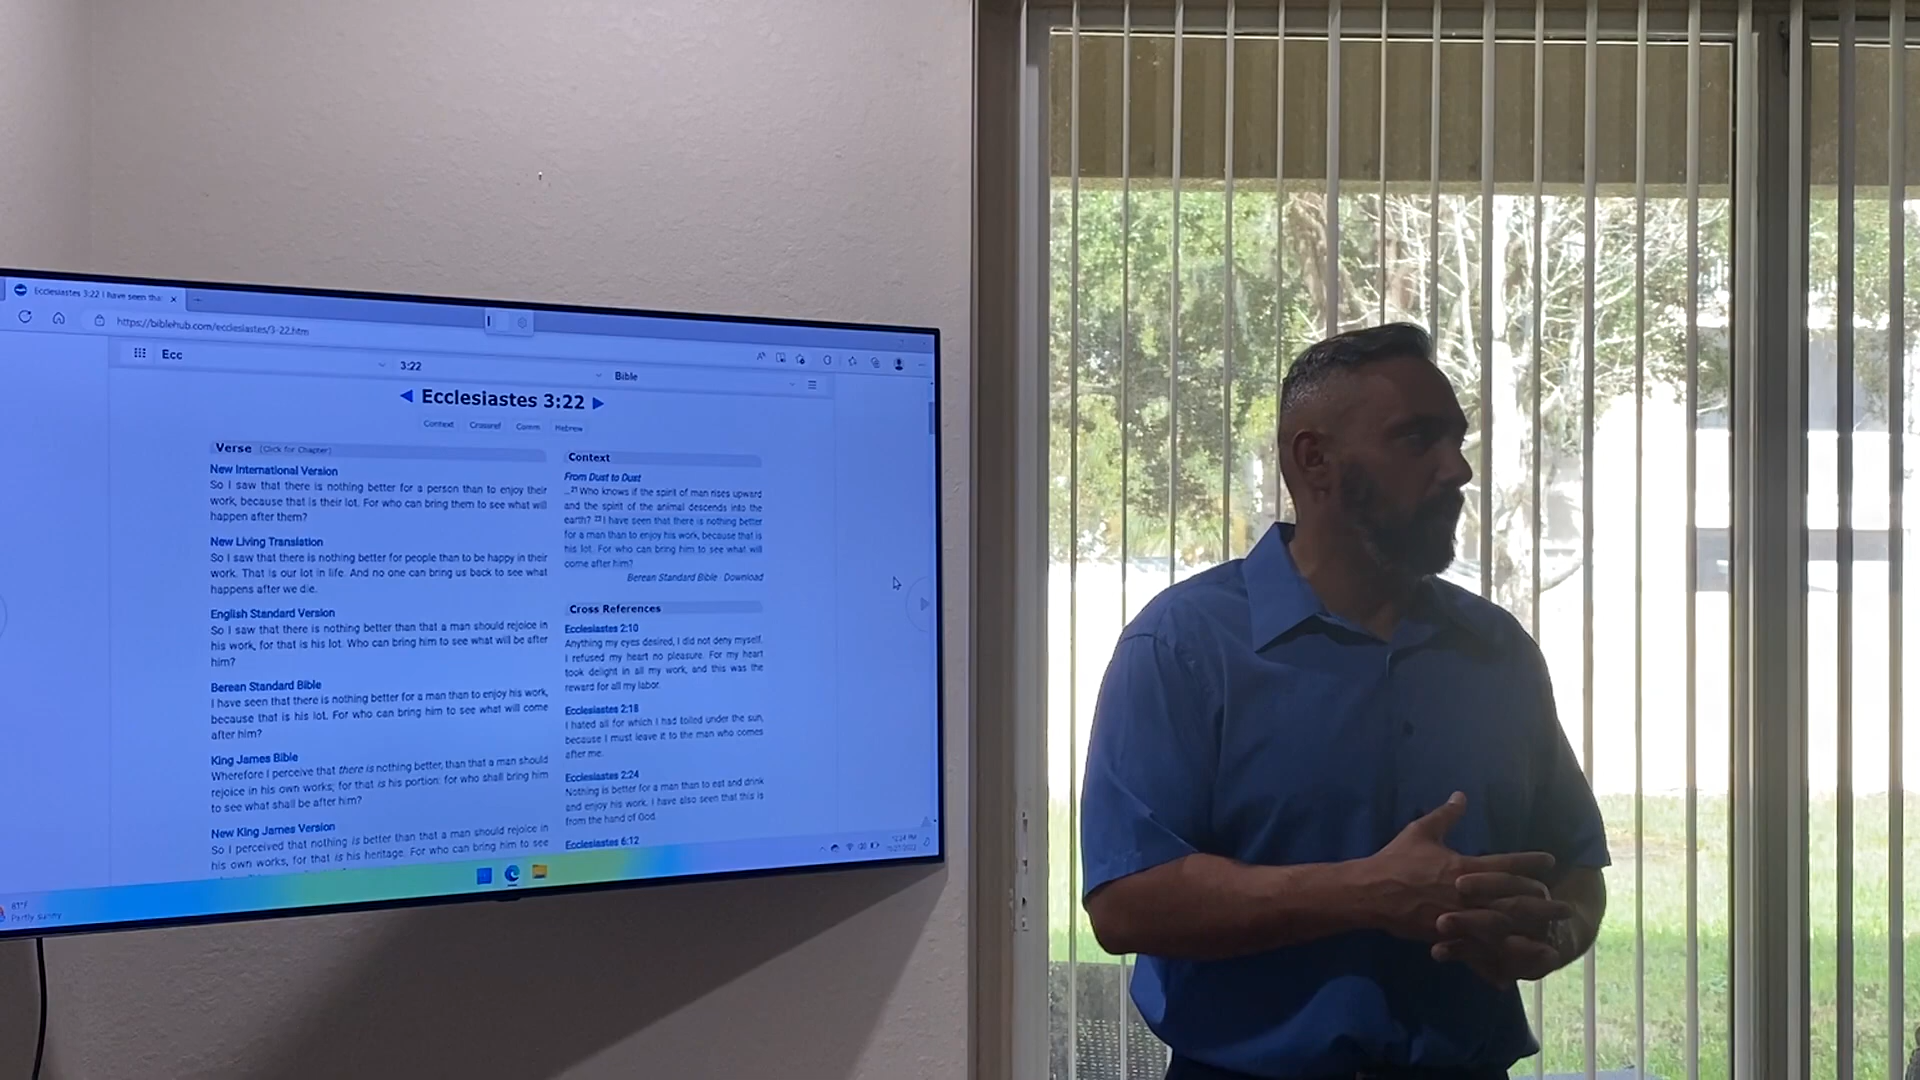 Ecclesiastes 3:22 I have seen tha
https://biblehub.com/ecclesiastes/3-22.htm
Ecc
3:22
Bible
Ecclesiastes 3:22
Context Crossref Comm Hebrew
Verse (Click for Chapter)
New International Version
So I saw that there is nothing better for a person than to enjoy their
work, because that is their lot. For who can bring them to see what will
happen after them?
New Living Translation
So I saw that there is nothing better for people than to be happy in their
work. That is our lot in life. And no one can bring us back to see what
happens after we die.
English Standard Version
So I saw that there is nothing better than that a man should rejoice in
his work, for that is his lot. Who can bring him to see what will be after
him?
Berean Standard Bible
I have seen that there is nothing better for a man than to enjoy his work,
because that is his lot. For who can bring him to see what will come
after him?
King James Bible
Wherefore I perceive that there is nothing better, than that a man should
rejoice in his own works; for that is his portion: for who shall bring him
to see what shall be after him?
New King James Version
So I perceived that nothing is better than that a man should rejoice in
his own works, for that is his heritage. For who can bring him to see
Context
From Dust to Dust
…21 Who knows if the spirit of man rises upward
and the spirit of the animal descends into the
earth? 22 I have seen that there is nothing better
for a man than to enjoy his work, because that is
his lot. For who can bring him to see what will
come after him?
Berean Standard Bible · Download
Cross References
Ecclesiastes 2:10
Anything my eyes desired, I did not deny myself.
I refused my heart no pleasure. For my heart
took delight in all my work, and this was the
reward for all my labor.
Ecclesiastes 2:18
I hated all for which I had toiled under the sun,
because I must leave it to the man who comes
after me.
Ecclesiastes 2:24
Nothing is better for a man than to eat and drink
and enjoy his work. I have also seen that this is
from the hand of God.
Ecclesiastes 6:12
Partly sunny